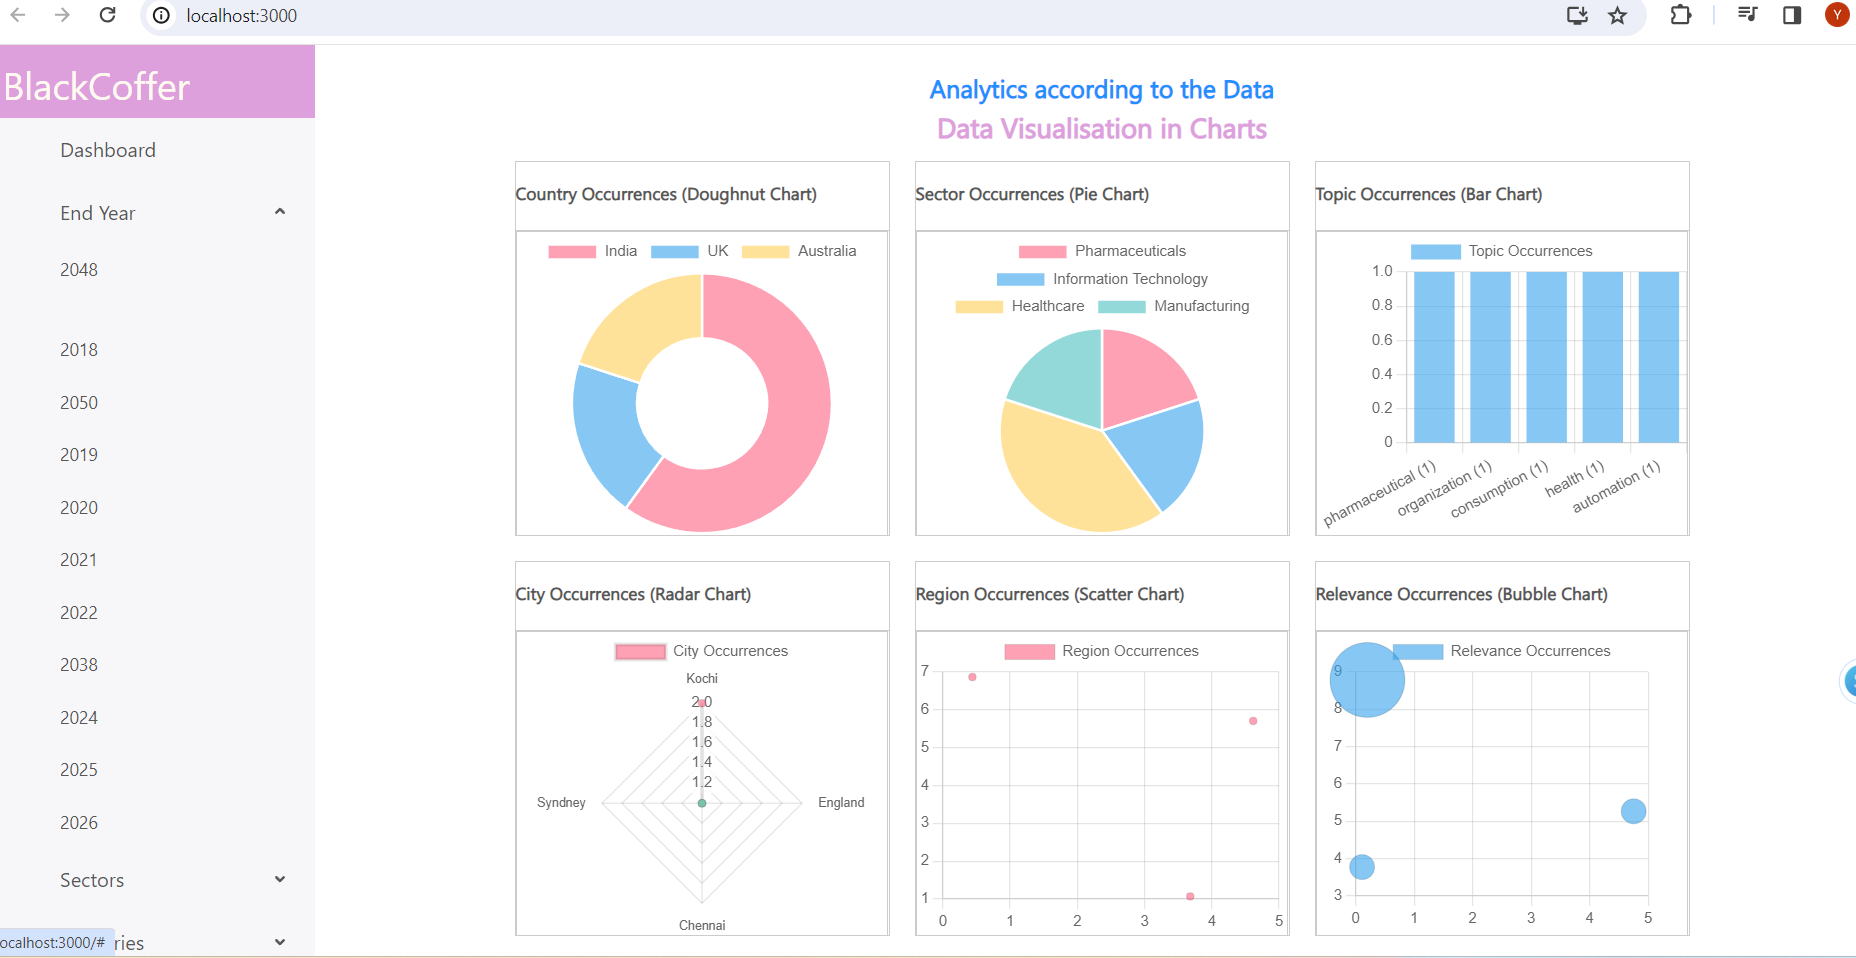 localhost:3000
Y
BlackCoffer
Dashboard
End Year
2048
2018
2050
2019
2020
2021
2022
2038
2024
2025
2026
Sectors
ries
ocalhost:3000/#
Analytics according to the Data
Data Visualisation in Charts
Country Occurrences (Doughnut Chart)
India UK Australia
Sector Occurrences (Pie Chart)
Pharmaceuticals
Information Technology
Healthcare Manufacturing
Topic Occurrences (Bar Chart)
Topic Occurrences
1.0
0.8
0.6
0.4
0.2
0
pharmaceutical (1) organization (1) consumption (1) health (1) automation (1)
City Occurrences (Radar Chart)
City Occurrences
Kochi
2.0
1.8
1.6
1.4
1.2
Syndney England
Chennai
Region Occurrences (Scatter Chart)
Region Occurrences
7
6
5
4
3
2
1
0 1 2 3 4 5
Relevance Occurrences (Bubble Chart)
Relevance Occurrences
9
8
7
6
5
4
3
0 1 2 3 4 5